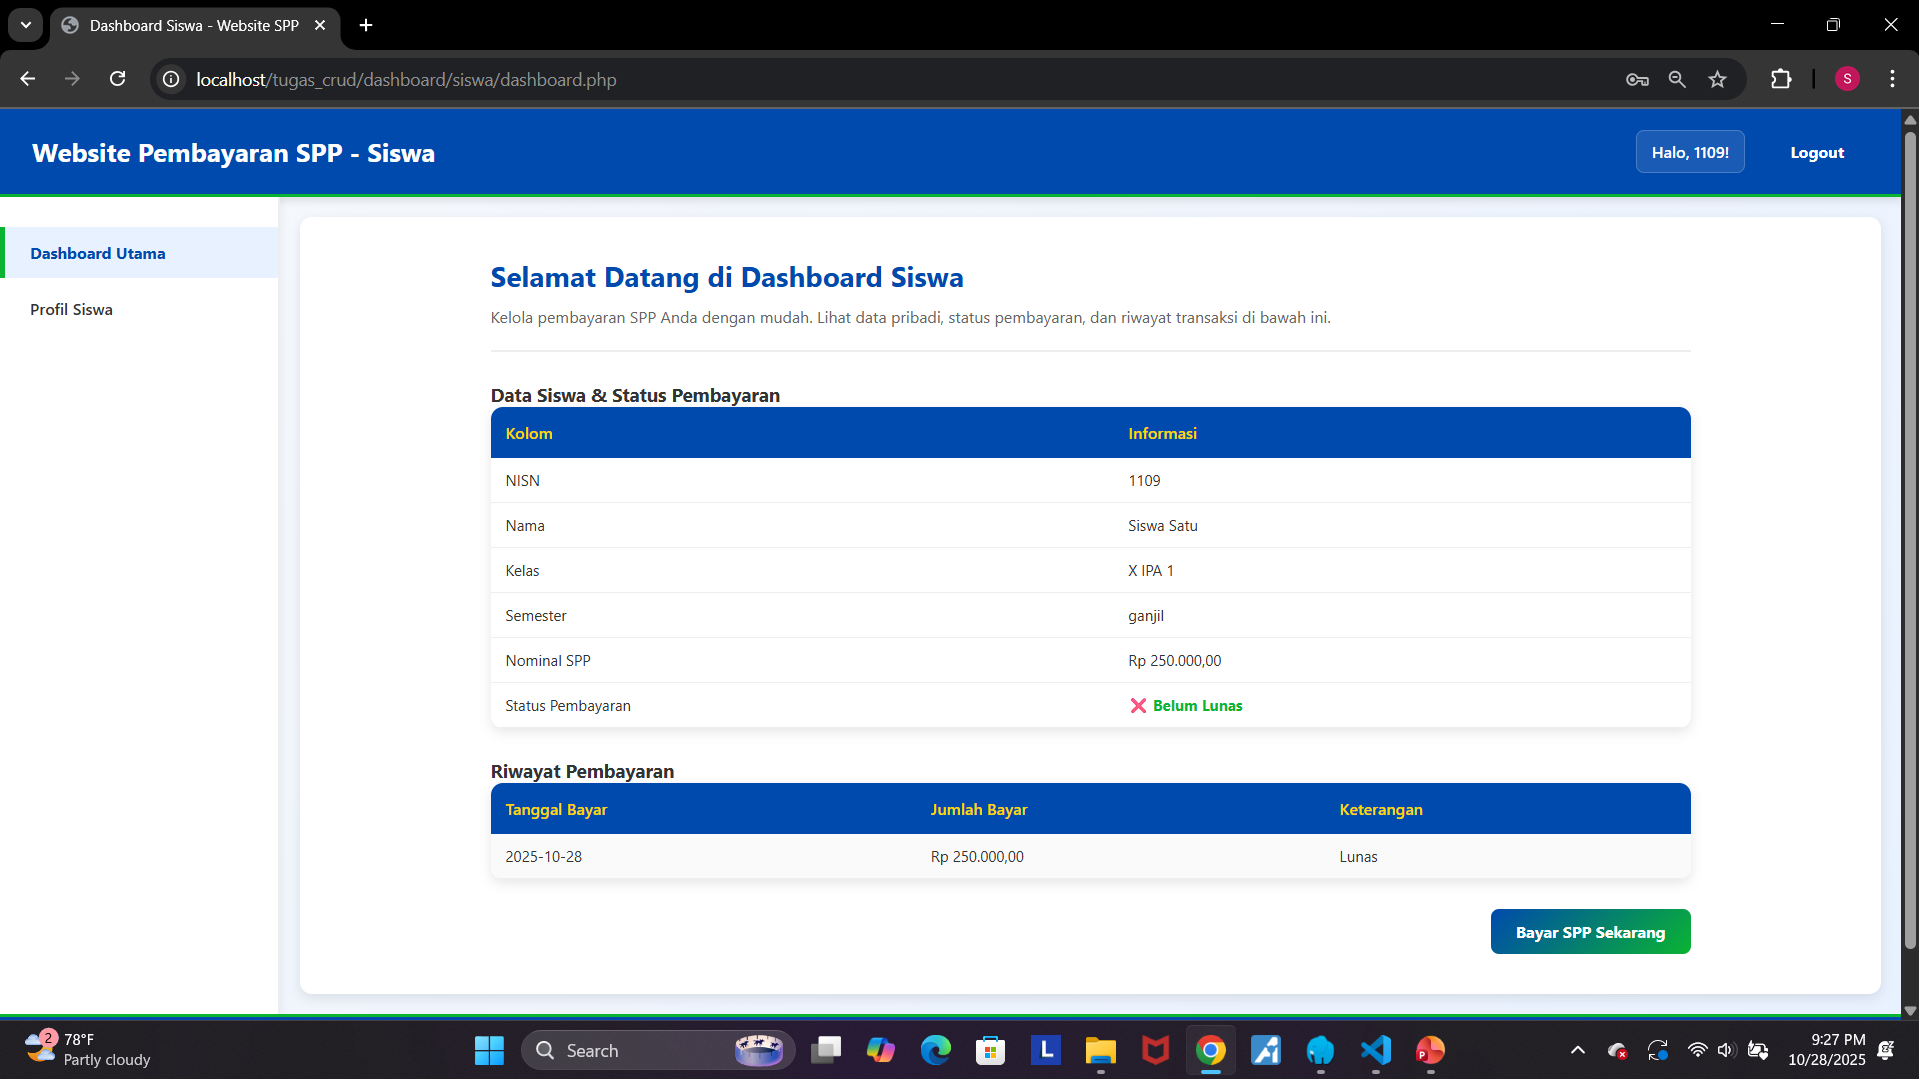 Dashboard Siswa - Website SPP
localhost/tugas_crud/dashboard/siswa/dashboard.php
S
Website Pembayaran SPP - Siswa
Halo, 1109!
Logout
Dashboard Utama
Profil Siswa
Selamat Datang di Dashboard Siswa
Kelola pembayaran SPP Anda dengan mudah. Lihat data pribadi, status pembayaran, dan riwayat transaksi di bawah ini.
Data Siswa & Status Pembayaran
Kolom Informasi
NISN 1109
Nama Siswa Satu
Kelas X IPA 1
Semester ganjil
Nominal SPP Rp 250.000,00
Status Pembayaran ❌ Belum Lunas
Riwayat Pembayaran
Tanggal Bayar Jumlah Bayar Keterangan
2025-10-28 Rp 250.000,00 Lunas
Bayar SPP Sekarang
2
78°F
Partly cloudy
Search
L
P
9:27 PM
10/28/2025